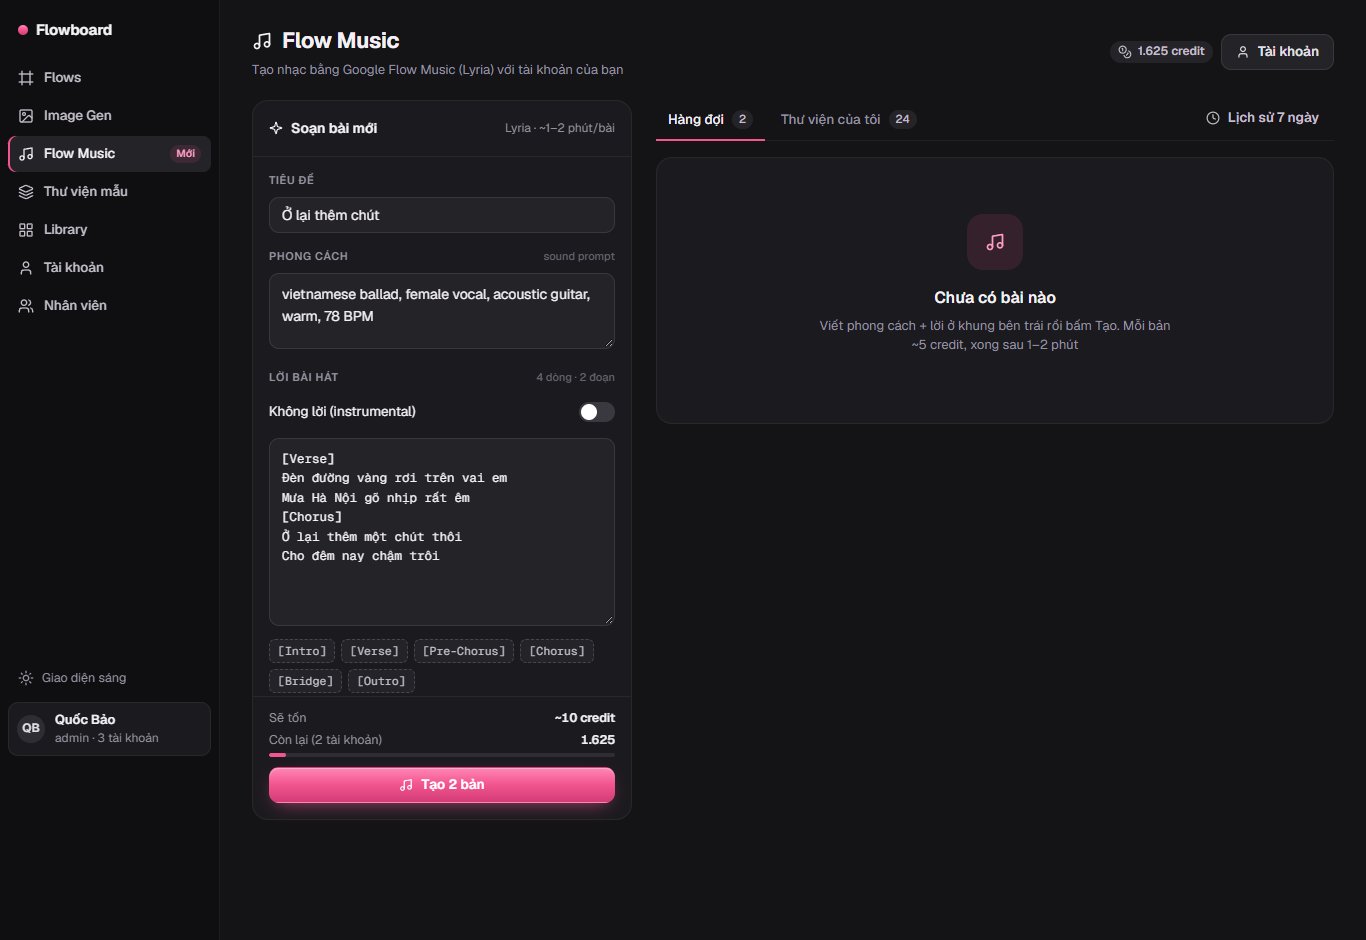 Flowboard
Flows
Image Gen
Flow Music
Mới
Thư viện mẫu
Library
Tài khoản
Nhân viên
Giao diện sáng
QB
Quốc Bảo
admin · 3 tài khoản
Flow Music
Tạo nhạc bằng Google Flow Music (Lyria) với tài khoản của bạn
1.625 credit
Tài khoản
Soạn bài mới
Lyria · ~1–2 phút/bài
TIÊU ĐỀ
Ở lại thêm chút
PHONG CÁCH
sound prompt
vietnamese ballad, female vocal, acoustic guitar,
warm, 78 BPM
LỜI BÀI HÁT
4 dòng · 2 đoạn
Không lời (instrumental)
[Verse]
Đèn đường vàng rơi trên vai em
Mưa Hà Nội gõ nhịp rất êm
[Chorus]
Ở lại thêm một chút thôi
Cho đêm nay chậm trôi
[Intro] [Verse] [Pre-Chorus] [Chorus]
[Bridge] [Outro]
Sẽ tốn
~10 credit
Còn lại (2 tài khoản)
1.625
Tạo 2 bản
Hàng đợi 2
Thư viện của tôi 24
Lịch sử 7 ngày
Chưa có bài nào
Viết phong cách + lời ở khung bên trái rồi bấm Tạo. Mỗi bản
~5 credit, xong sau 1–2 phút